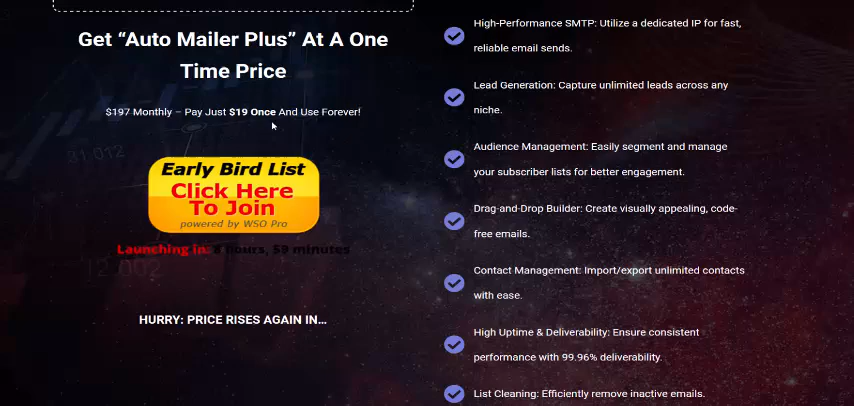 Get “Auto Mailer Plus” At A One
Time Price
$197 Monthly – Pay Just $19 Once And Use Forever!
31.012
Early Bird List
Click Here
To Join
powered by WSO Pro
Launching in: 8 hours, 59 minutes
12.002
HURRY: PRICE RISES AGAIN IN...
High-Performance SMTP: Utilize a dedicated IP for fast,
reliable email sends.
Lead Generation: Capture unlimited leads across any
niche.
Audience Management: Easily segment and manage
your subscriber lists for better engagement.
Drag-and-Drop Builder: Create visually appealing, code-
free emails.
Contact Management: Import/export unlimited contacts
with ease.
High Uptime & Deliverability: Ensure consistent
performance with 99.96% deliverability.
List Cleaning: Efficiently remove inactive emails.